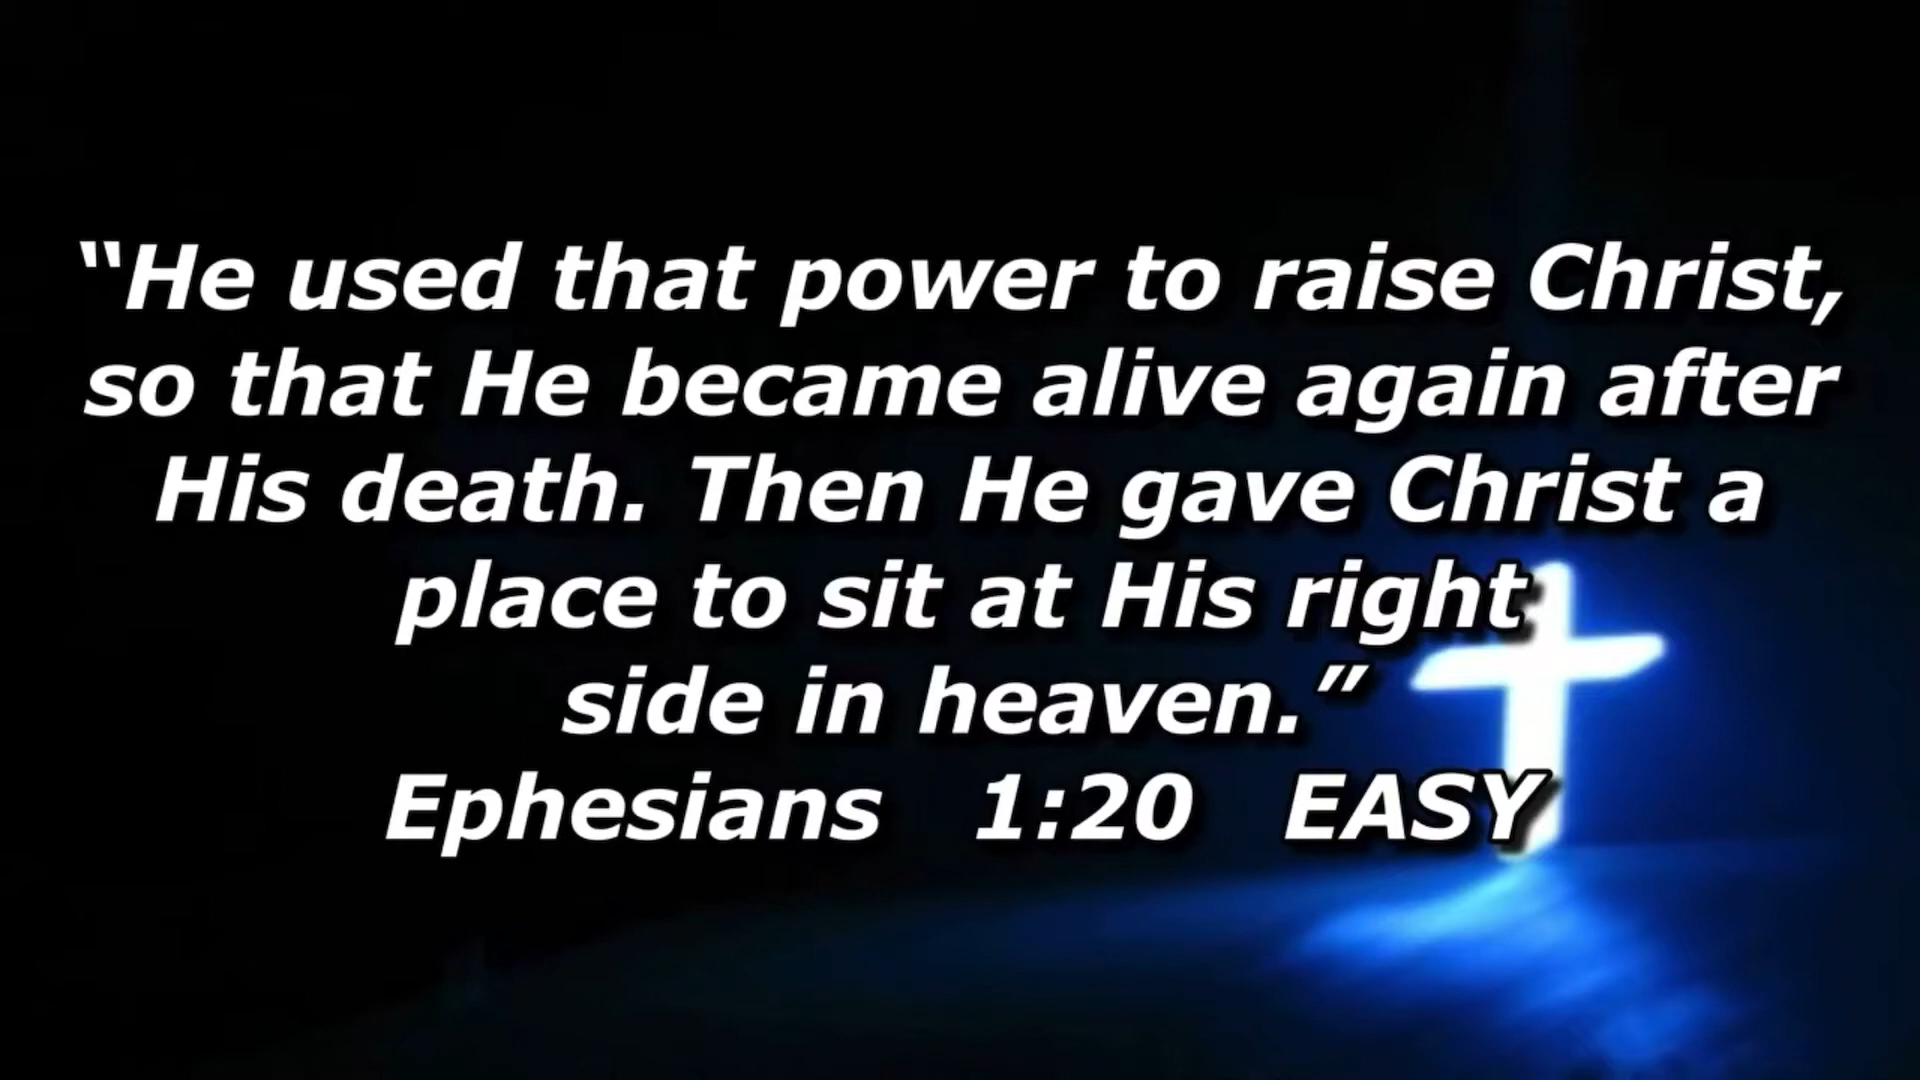 “He used that power to raise Christ,
so that He became alive again after
His death. Then He gave Christ a
place to sit at His right
side in heaven.”
Ephesians 1:20 EASY